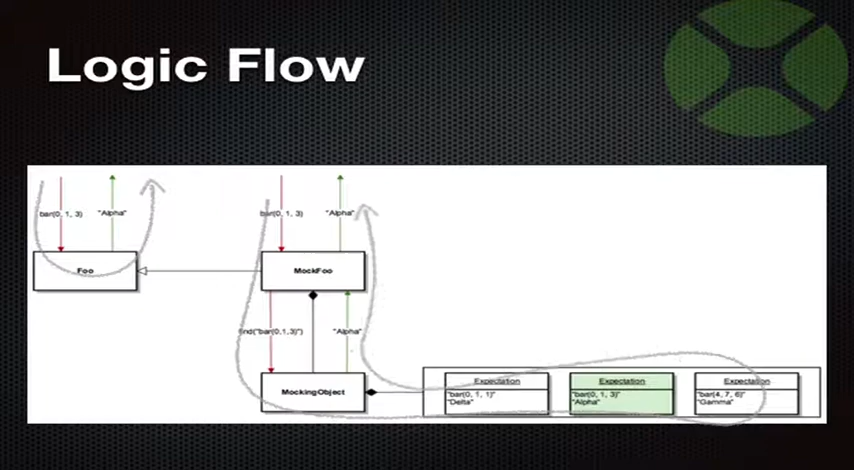 Logic Flow
bar(0, 1, 3)
"Alpha"
bar(0, 1, 3)
"Alpha"
Foo
MockFoo
find("bar(0,1,3)")
"Alpha"
MockingObject
Expectation
"bar(0, 1, 1)"
"Delta"
Expectation
"bar(0, 1, 3)"
"Alpha"
Expectation
"bar(4, 7, 6)"
"Gamma"